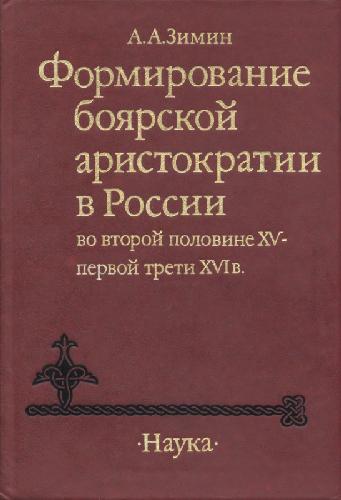 А.А.Зимин
Формирование
боярской
аристократии
в России
во второй половине XV-
первой трети XVI в.
·Наука·